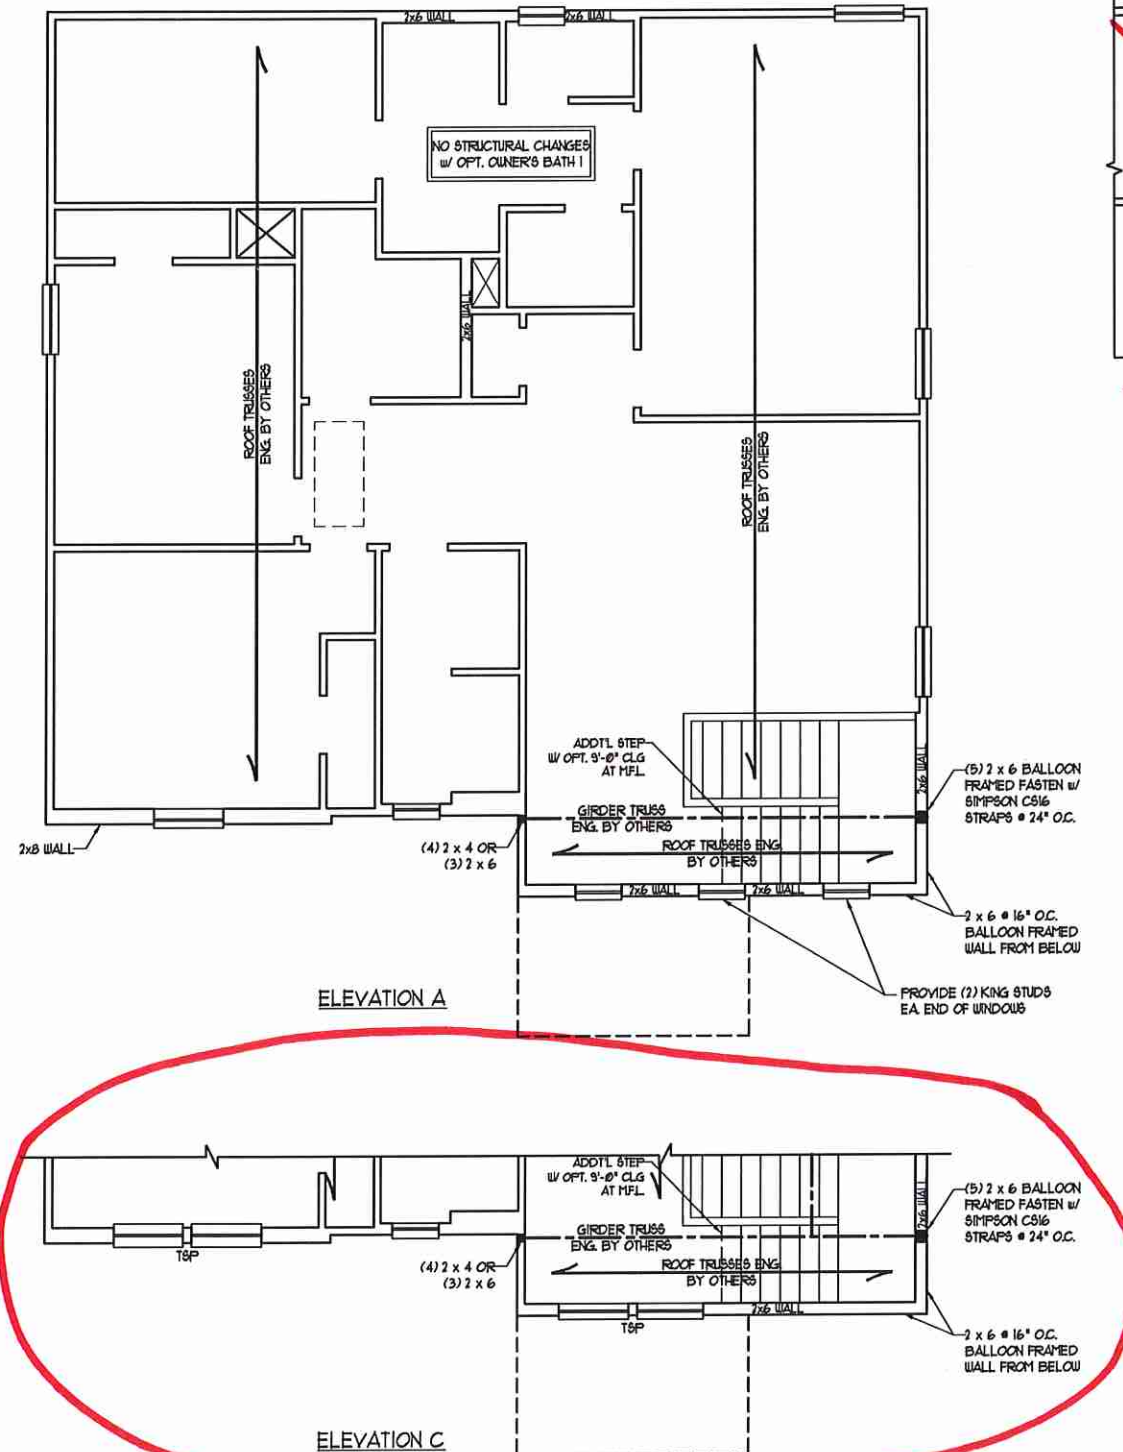 2x6 WALL
2x6 WALL
NO STRUCTURAL CHANGES
w/ OPT. OWNER'S BATH 1
2x6 WALL
ROOF TRUSSES
ENG. BY OTHERS
ROOF TRUSSES
ENG. BY OTHERS
ADDT'L STEP
W/ OPT. 9'-0" CLG
AT M.F.L.
2x6 WALL
(5) 2 x 6 BALLOON
FRAMED FASTEN w/
SIMPSON CS16
STRAPS @ 24" O.C.
GIRDER TRUSS
ENG. BY OTHERS
2x8 WALL
(4) 2 x 4 OR
(3) 2 x 6
ROOF TRUSSES ENG.
BY OTHERS
2x6 WALL
2x6 WALL
2 x 6 @ 16" O.C.
BALLOON FRAMED
WALL FROM BELOW
PROVIDE (2) KING STUDS
EA. END OF WINDOWS
ELEVATION A
ADDT'L STEP
W/ OPT. 9'-0" CLG
AT M.F.L.
2x6 WALL
(5) 2 x 6 BALLOON
FRAMED FASTEN w/
SIMPSON CS16
STRAPS @ 24" O.C.
GIRDER TRUSS
ENG. BY OTHERS
TSP
(4) 2 x 4 OR
(3) 2 x 6
ROOF TRUSSES ENG.
BY OTHERS
2x6 WALL
TSP
2 x 6 @ 16" O.C.
BALLOON FRAMED
WALL FROM BELOW
ELEVATION C